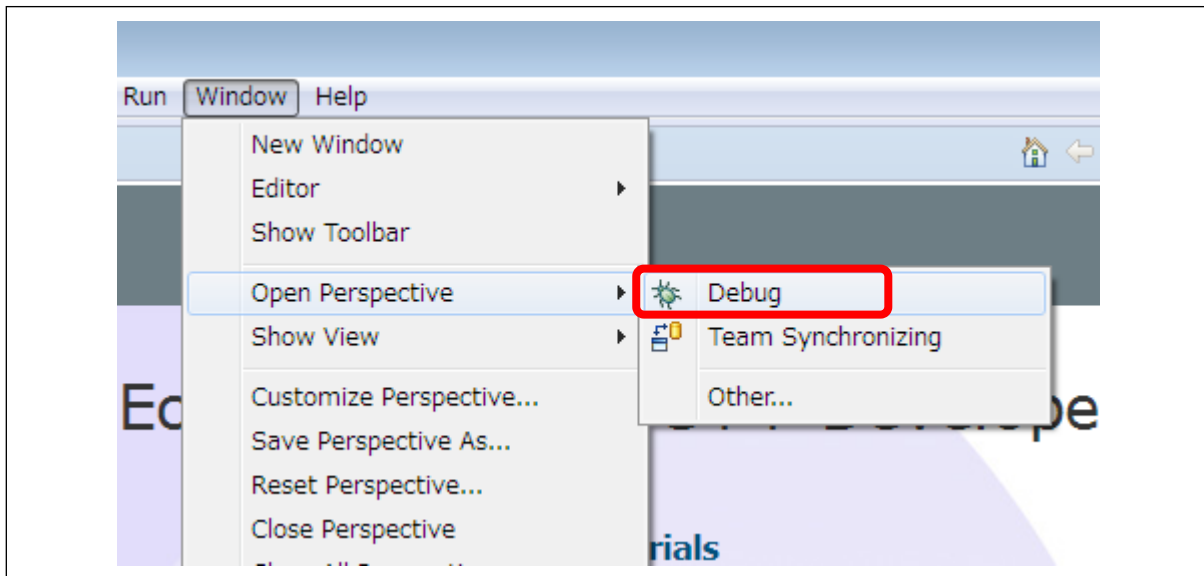 Run Window Help
New Window
Editor
Show Toolbar
Open Perspective
Debug
Show View
Team Synchronizing
Customize Perspective...
Other...
Save Perspective As...
Reset Perspective...
Close Perspective